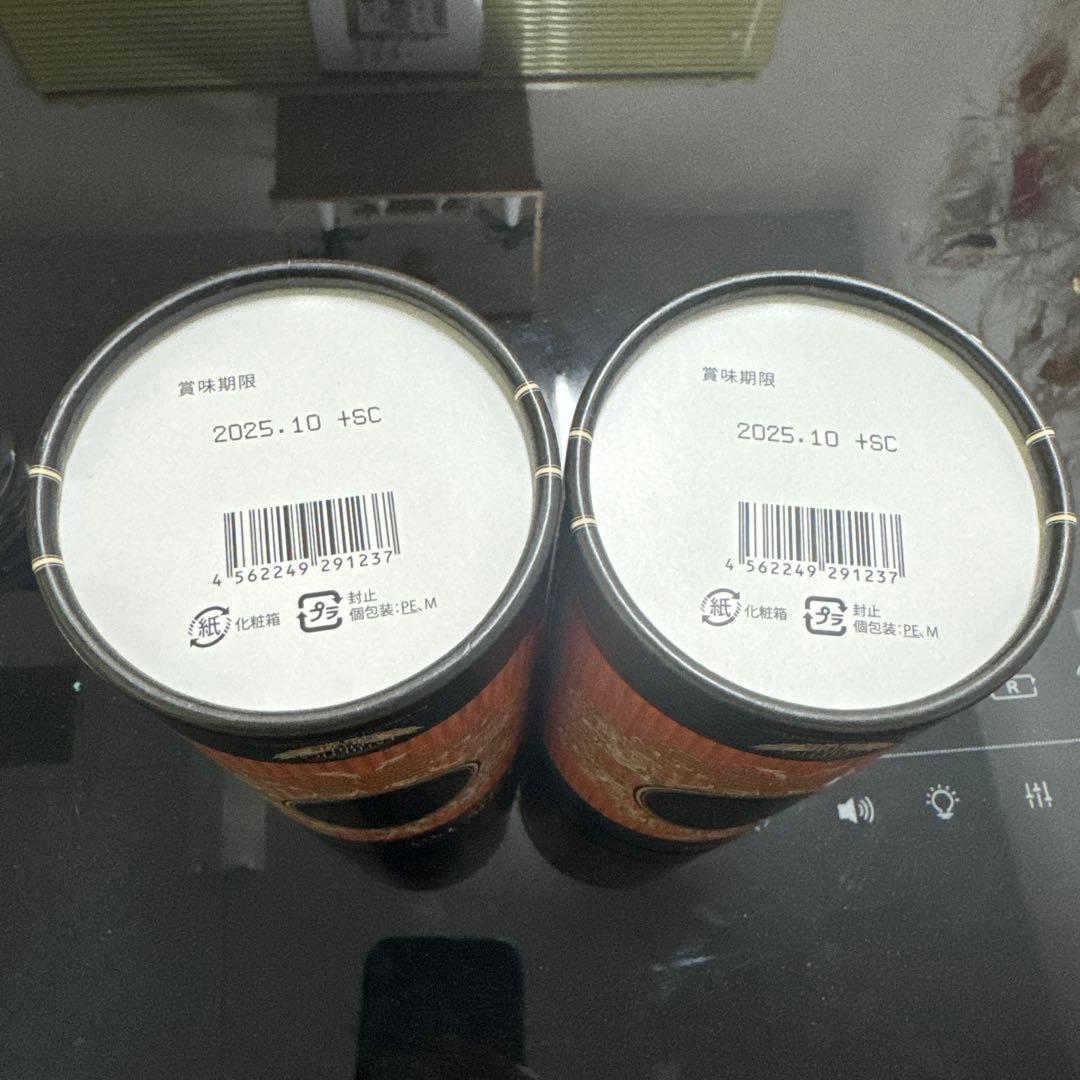 賞味期限
2025.10 +SC
4 562249 291237
紙 化粧箱
プラ 封止
個包装:PE、M
賞味期限
2025.10 +SC
4 562249 291237
紙 化粧箱
プラ 封止
個包装:PE、M
R